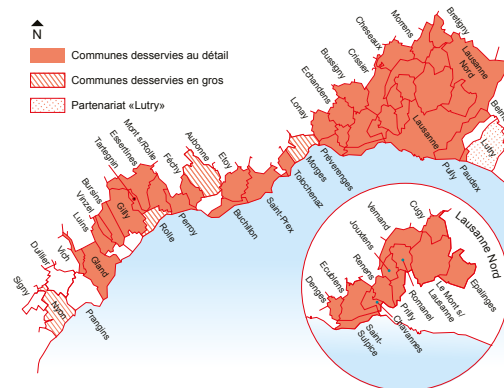 N
Communes desservies au détail
Communes desservies en gros
Partenariat «Lutry»
Bretigny
Morrens
Cheseaux
Crissier
Bussigny
Echandens
Lonay
Lausanne
Nord
Belm
Lutry
Paudex
Pully
Lausanne
Préverenges
Morges
Tolochenaz
Saint-Prex
Buchillon
Etoy
Aubonne
Féchy
Mont s/Rolle
Essertines
Tartegnin
Bursins
Vinzel
Luins
Gilly
Perroy
Rolle
Vich
Gland
Duillier
Signy
Nyon
Prangins
Lausanne Nord
Cugy
Vernand
Jouxtens
Renens
Ecublens
Denges
Epalinges
Le Mont s/
Lausanne
Romanel
Prilly
Chavannes
Saint-
Sulpice